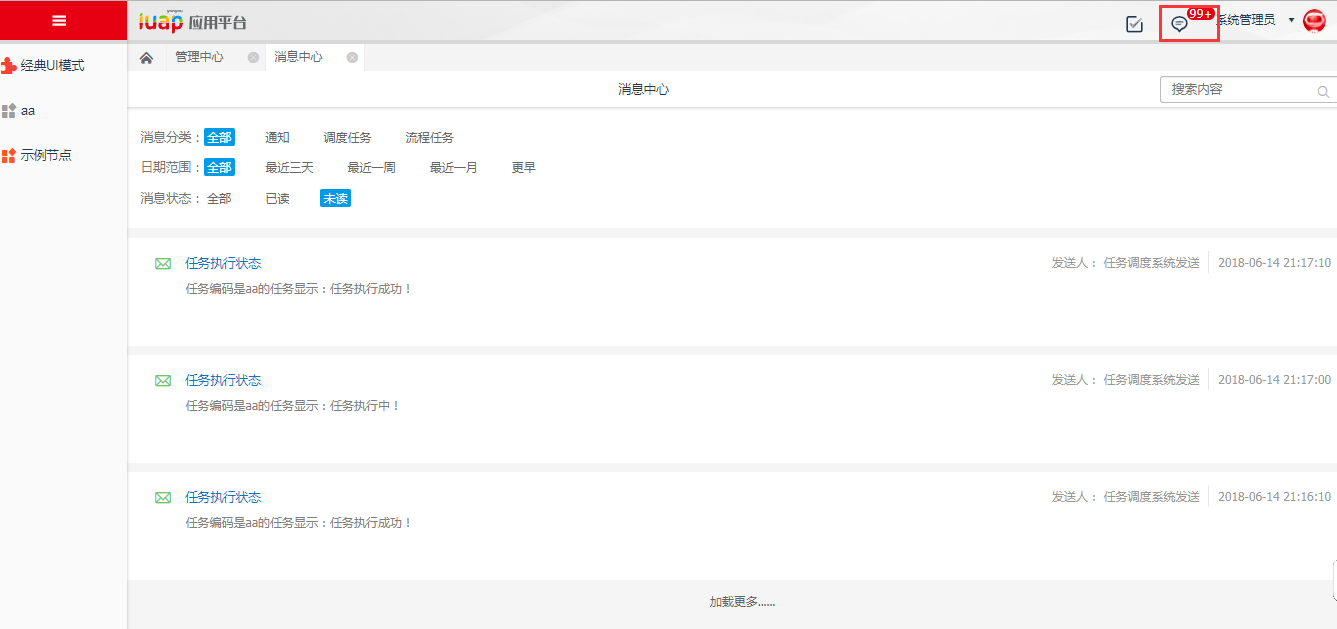 iuap 应用平台
99+
系统管理员
经典UI模式
aa
示例节点
管理中心
消息中心
消息中心
搜索内容
消息分类： 全部 通知 调度任务 流程任务
日期范围： 全部 最近三天 最近一周 最近一月 更早
消息状态： 全部 已读 未读
任务执行状态
发送人： 任务调度系统发送 2018-06-14 21:17:10
任务编码是aa的任务显示：任务执行成功！
任务执行状态
发送人： 任务调度系统发送 2018-06-14 21:17:00
任务编码是aa的任务显示：任务执行中！
任务执行状态
发送人： 任务调度系统发送 2018-06-14 21:16:10
任务编码是aa的任务显示：任务执行成功！
加载更多......